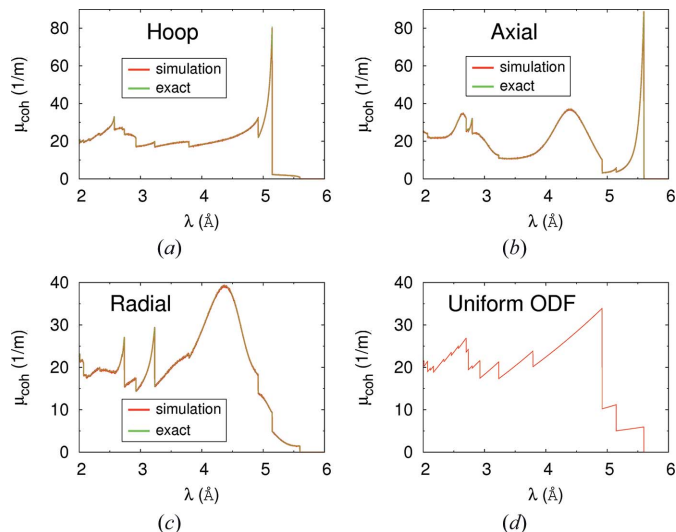 Hoop
simulation
exact
μcoh (1/m)
80
60
40
20
0
2 3 4 5 6
λ (Å)
(a)
Axial
simulation
exact
μcoh (1/m)
80
60
40
20
0
2 3 4 5 6
λ (Å)
(b)
Radial
simulation
exact
μcoh (1/m)
40
30
20
10
0
2 3 4 5 6
λ (Å)
(c)
Uniform ODF
μcoh (1/m)
40
30
20
10
0
2 3 4 5 6
λ (Å)
(d)